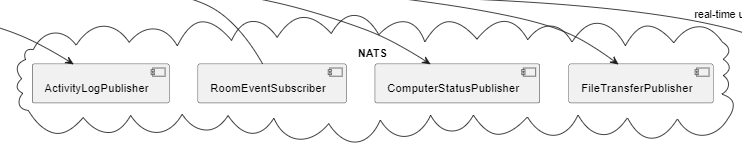 real-time u
NATS
ActivityLogPublisher
RoomEventSubscriber
ComputerStatusPublisher
FileTransferPublisher